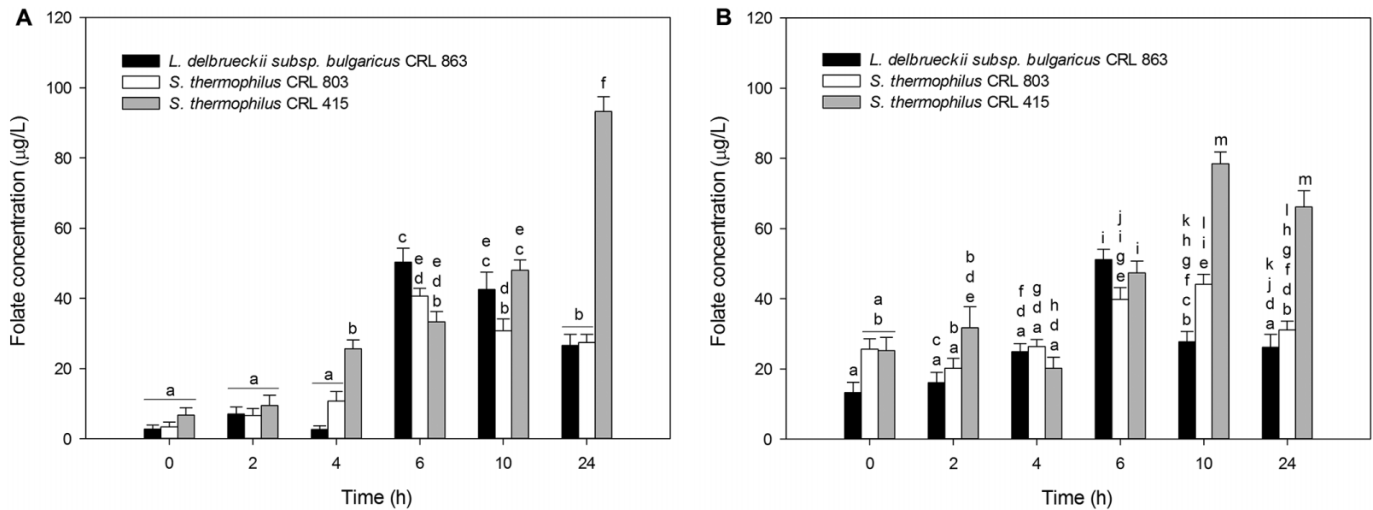 A
Folate concentration (µg/L)
120
100
80
60
40
20
0
L. delbrueckii subsp. bulgaricus CRL 863
S. thermophilus CRL 803
S. thermophilus CRL 415
a
a
a
b
c
e
d
e
d
b
e
c
d
b
e
c
b
f
0 2 4 6 10 24
Time (h)
B
Folate concentration (µg/L)
120
100
80
60
40
20
0
L. delbrueckii subsp. bulgaricus CRL 863
S. thermophilus CRL 803
S. thermophilus CRL 415
a
a
b
c
a
b
a
b
d
e
f
d
a
g
d
a
h
d
a
i
j
i
g
e
i
k
h
g
f
c
b
l
i
e
m
k
j
d
a
l
h
g
f
d
b
m
0 2 4 6 10 24
Time (h)